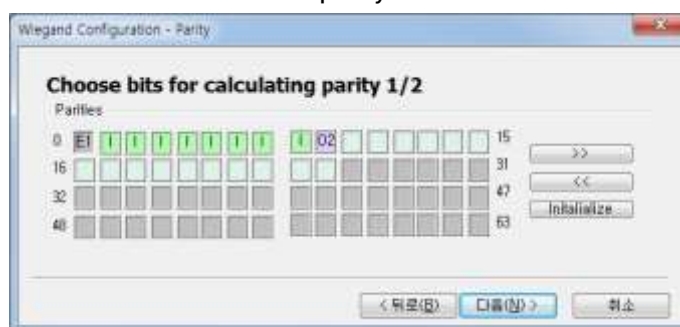 Wiegand Configuration - Parity
Choose bits for calculating parity 1/2
Parities
0 E1 I I I I I I I I O2 15
16 31
32 47
48 63
>>
<<
Initialize
< 뒤로(B) 다음(N) > 취소